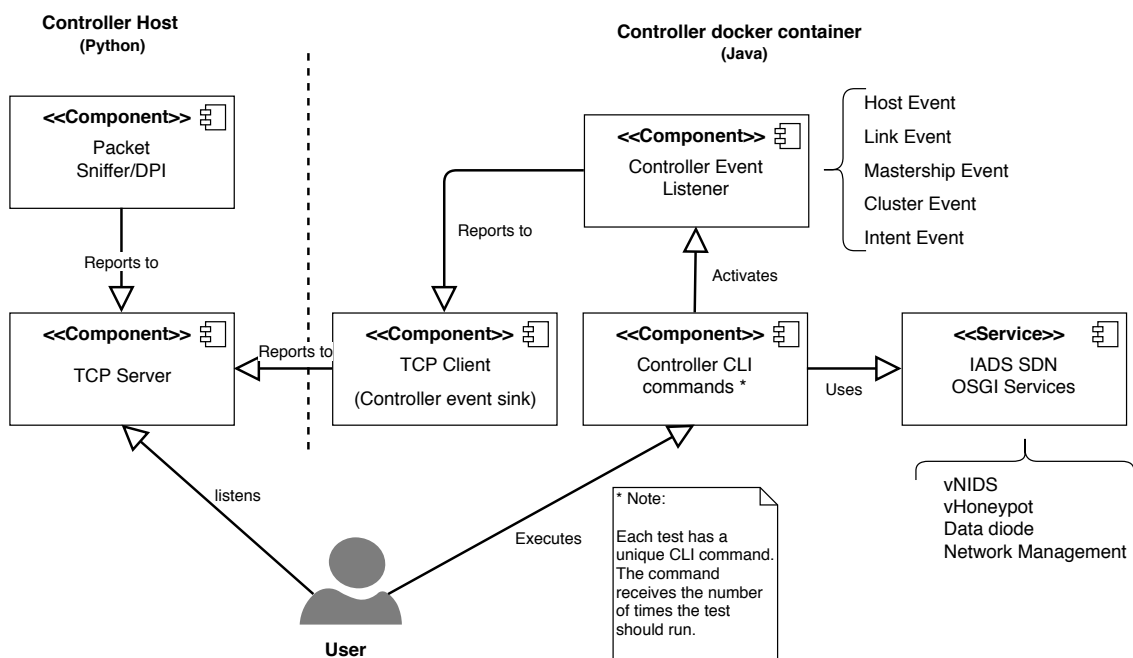 Controller Host
(Python)
Controller docker container
(Java)
<<Component>>
Packet
Sniffer/DPI
<<Component>>
Controller Event
Listener
Host Event
Link Event
Mastership Event
Cluster Event
Intent Event
Reports to
Reports to
Activates
<<Component>>
TCP Server
Reports to
<<Component>>
TCP Client
(Controller event sink)
<<Component>>
Controller CLI
commands *
Uses
<<Service>>
IADS SDN
OSGI Services
vNIDS
vHoneypot
Data diode
Network Management
listens
Executes
* Note:
Each test has a
unique CLI command.
The command
receives the number
of times the test
should run.
User